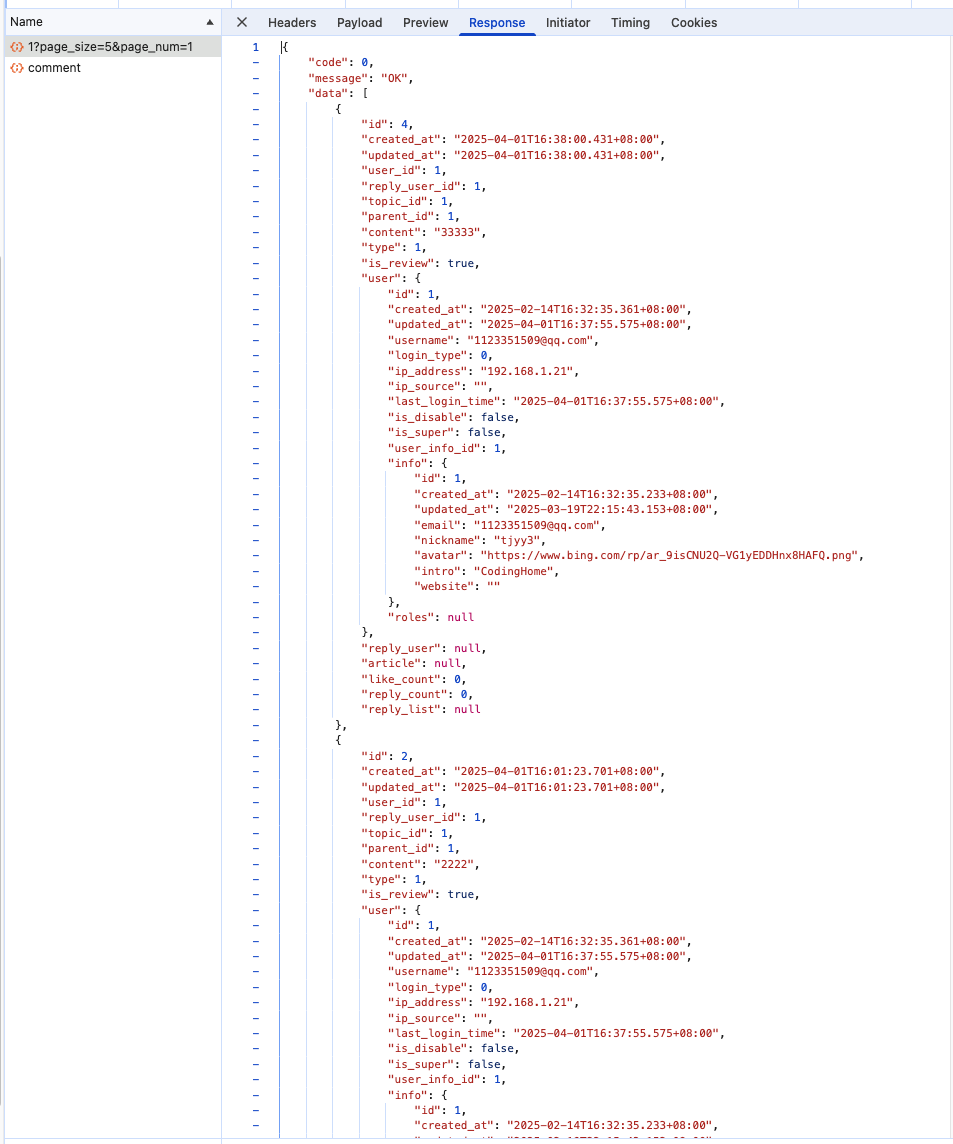 Name
Headers Payload Preview Response Initiator Timing Cookies
1?page_size=5&page_num=1
comment
1 {
"code": 0,
"message": "OK",
"data": [
{
"id": 4,
"created_at": "2025-04-01T16:38:00.431+08:00",
"updated_at": "2025-04-01T16:38:00.431+08:00",
"user_id": 1,
"reply_user_id": 1,
"topic_id": 1,
"parent_id": 1,
"content": "33333",
"type": 1,
"is_review": true,
"user": {
"id": 1,
"created_at": "2025-02-14T16:32:35.361+08:00",
"updated_at": "2025-04-01T16:37:55.575+08:00",
"username": "1123351509@qq.com",
"login_type": 0,
"ip_address": "192.168.1.21",
"ip_source": "",
"last_login_time": "2025-04-01T16:37:55.575+08:00",
"is_disable": false,
"is_super": false,
"user_info_id": 1,
"info": {
"id": 1,
"created_at": "2025-02-14T16:32:35.233+08:00",
"updated_at": "2025-03-19T22:15:43.153+08:00",
"email": "1123351509@qq.com",
"nickname": "tjyy3",
"avatar": "https://www.bing.com/rp/ar_9isCNU2Q-VG1yEDDHnx8HAFQ.png",
"intro": "CodingHome",
"website": ""
},
"roles": null
},
"reply_user": null,
"article": null,
"like_count": 0,
"reply_count": 0,
"reply_list": null
},
{
"id": 2,
"created_at": "2025-04-01T16:01:23.701+08:00",
"updated_at": "2025-04-01T16:01:23.701+08:00",
"user_id": 1,
"reply_user_id": 1,
"topic_id": 1,
"parent_id": 1,
"content": "2222",
"type": 1,
"is_review": true,
"user": {
"id": 1,
"created_at": "2025-02-14T16:32:35.361+08:00",
"updated_at": "2025-04-01T16:37:55.575+08:00",
"username": "1123351509@qq.com",
"login_type": 0,
"ip_address": "192.168.1.21",
"ip_source": "",
"last_login_time": "2025-04-01T16:37:55.575+08:00",
"is_disable": false,
"is_super": false,
"user_info_id": 1,
"info": {
"id": 1,
"created_at": "2025-02-14T16:32:35.233+08:00",